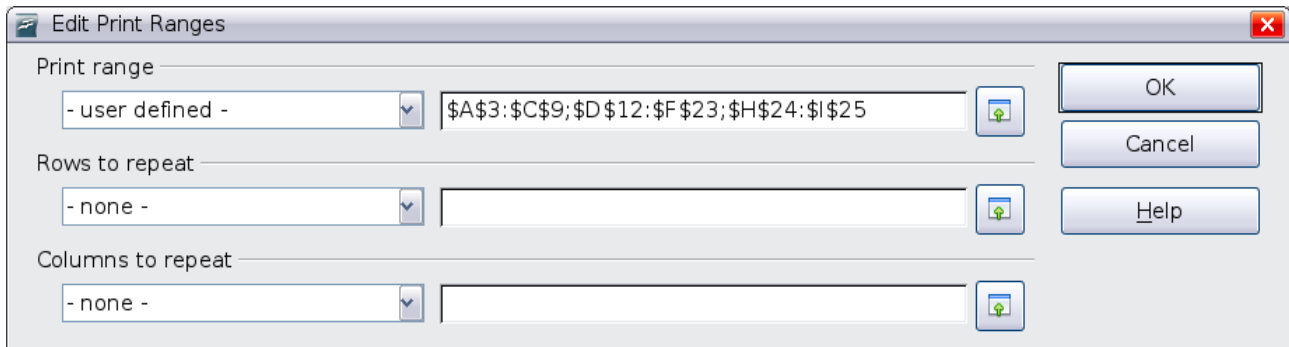 Edit Print Ranges
Print range
- user defined -
$A$3:$C$9;$D$12:$F$23;$H$24:$I$25
OK
Cancel
Rows to repeat
- none -
Help
Columns to repeat
- none -